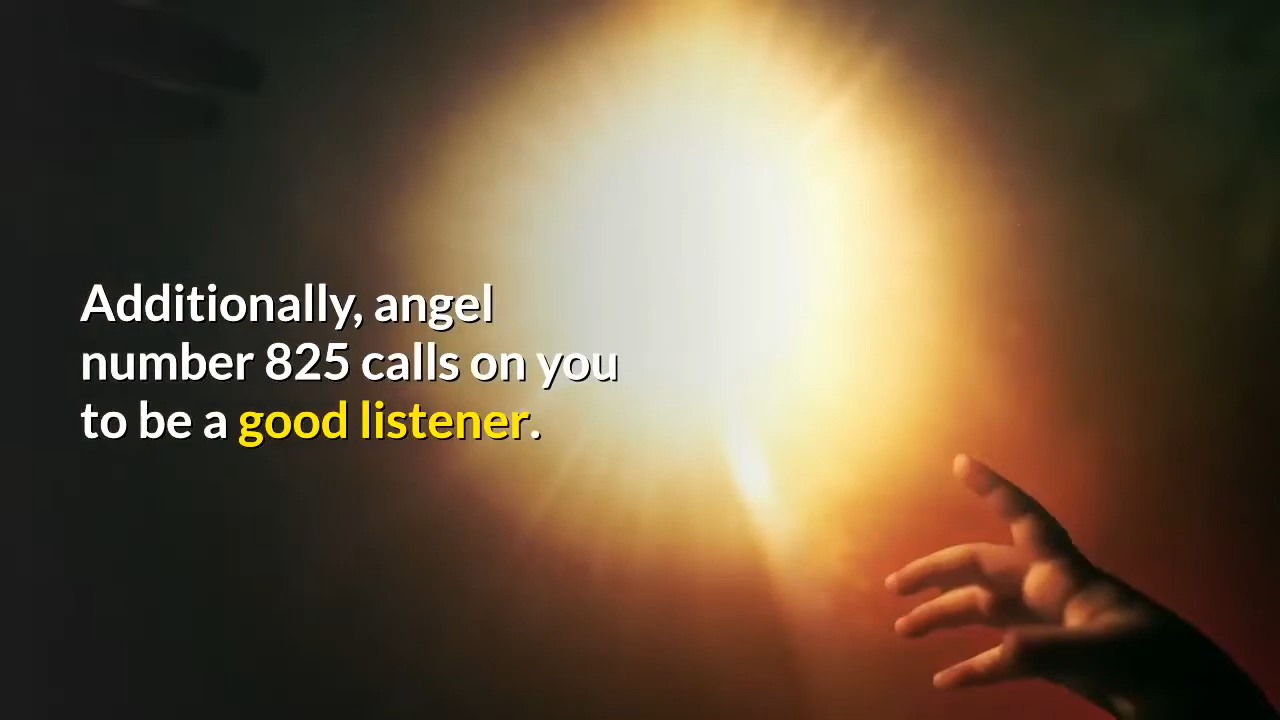 Additionally, angel
number 825 calls on you
to be a good listener.